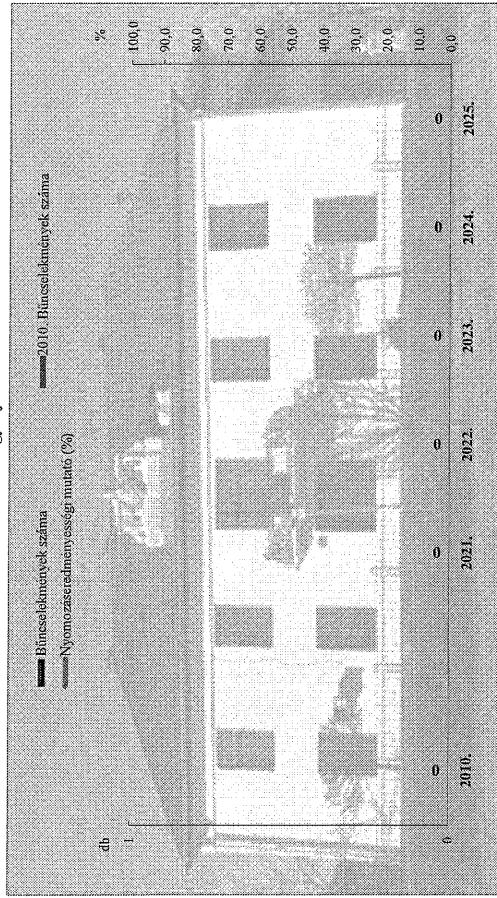 Bűncselekmények száma
2010. Bűncselekmények száma
Nyomozáseredményességi mutató (%)
db
%
1
100,0
90,0
80,0
70,0
60,0
50,0
40,0
30,0
20,0
10,0
0
0,0
0 0 0 0 0 0
2010. 2021. 2022. 2023. 2024. 2025.